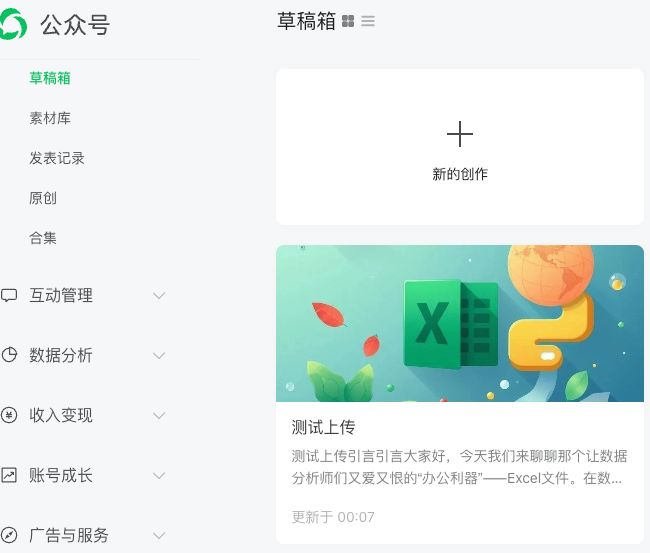 公众号
草稿箱
素材库
发表记录
原创
合集
互动管理
数据分析
收入变现
账号成长
广告与服务
草稿箱
新的创作
X
测试上传
测试上传引言引言大家好，今天我们来聊聊那个让数据
分析师们又爱又恨的“办公利器”——Excel文件。在数...
更新于 00:07